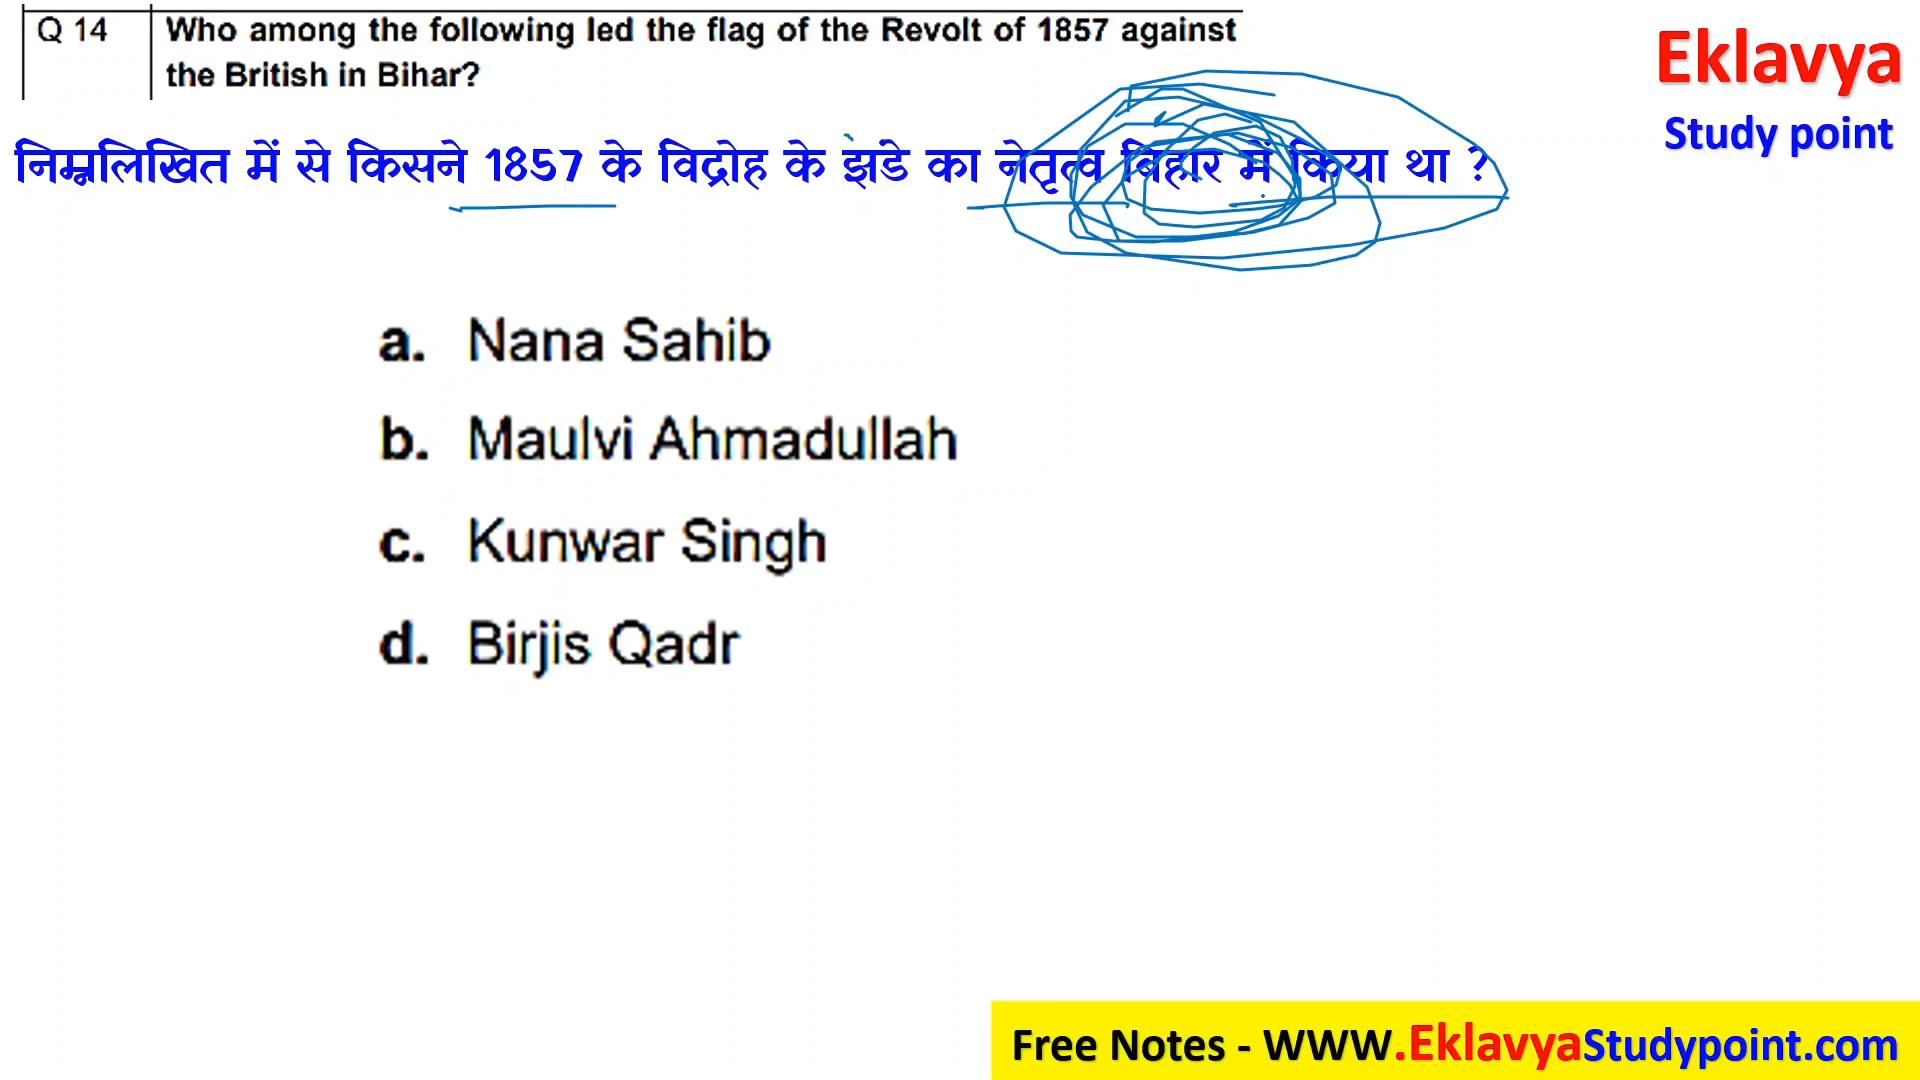 Q 14
Who among the following led the flag of the Revolt of 1857 against
the British in Bihar?
Eklavya
Study point
निम्नलिखित में से किसने 1857 के विद्रोह के झंडे का नेतृत्व बिहार में किया था ?
a. Nana Sahib
b. Maulvi Ahmadullah
c. Kunwar Singh
d. Birjis Qadr
Free Notes - WWW.EklavyaStudypoint.com